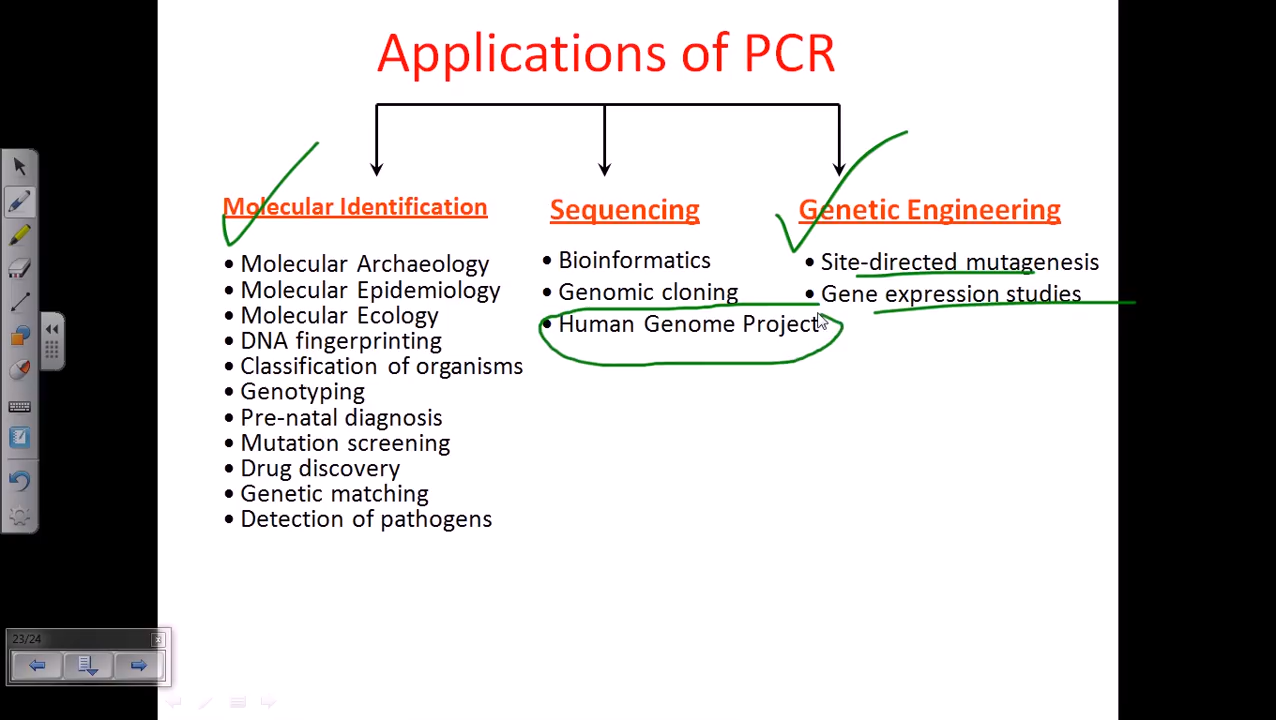 Applications of PCR
Molecular Identification
• Molecular Archaeology
• Molecular Epidemiology
• Molecular Ecology
• DNA fingerprinting
• Classification of organisms
• Genotyping
• Pre-natal diagnosis
• Mutation screening
• Drug discovery
• Genetic matching
• Detection of pathogens
Sequencing
• Bioinformatics
• Genomic cloning
• Human Genome Project
Genetic Engineering
• Site-directed mutagenesis
• Gene expression studies
23/24